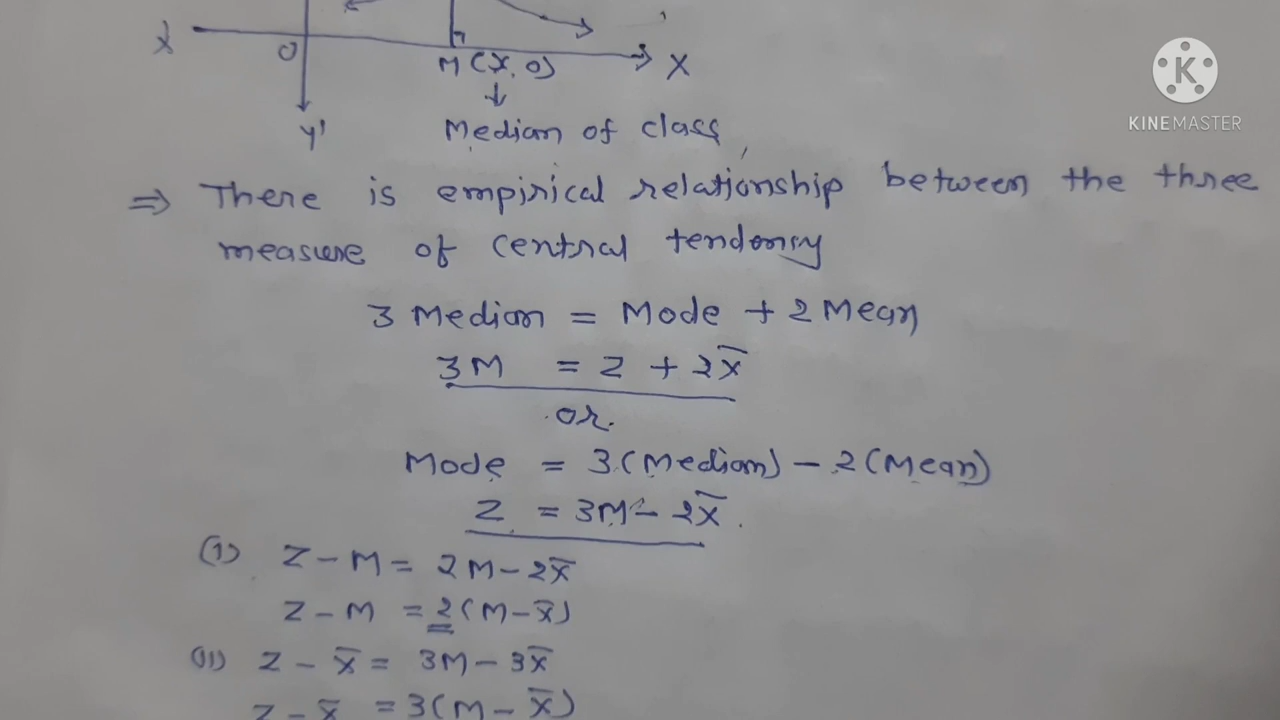 X'
O
M(X, 0)
X
K
KINEMASTER
Y'
Median of class,
⇒ There is empirical relationship between the three
measure of central tendency
3 Median = Mode + 2 Mean
3M = Z + 2x̄
or.
Mode = 3(Median) - 2(Mean)
Z = 3M - 2x̄.
(I) Z - M = 2M - 2x̄
Z - M = 2(M - x̄)
(II) Z - x̄ = 3M - 3x̄
Z - x̄ = 3(M - x̄)